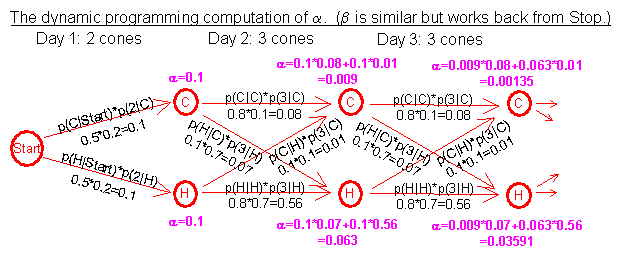 The dynamic programming computation of α. (β is similar but works back from Stop.)
Day 1: 2 cones
Day 2: 3 cones
Day 3: 3 cones
α=0.1
α=0.1*0.08+0.1*0.01
=0.009
α=0.009*0.08+0.063*0.01
=0.00135
Start
C
C
C
p(C|Start)*p(2|C)
0.5*0.2=0.1
p(H|Start)*p(2|H)
0.5*0.2=0.1
p(C|C)*p(3|C)
0.8*0.1=0.08
p(H|C)*p(3|H)
0.1*0.7=0.07
p(C|H)*p(3|C)
0.1*0.1=0.01
p(H|H)*p(3|H)
0.8*0.7=0.56
p(C|C)*p(3|C)
0.8*0.1=0.08
p(H|C)*p(3|H)
0.1*0.7=0.07
p(C|H)*p(3|C)
0.1*0.1=0.01
p(H|H)*p(3|H)
0.8*0.7=0.56
H
H
H
α=0.1
α=0.1*0.07+0.1*0.56
=0.063
α=0.009*0.07+0.063*0.56
=0.03591